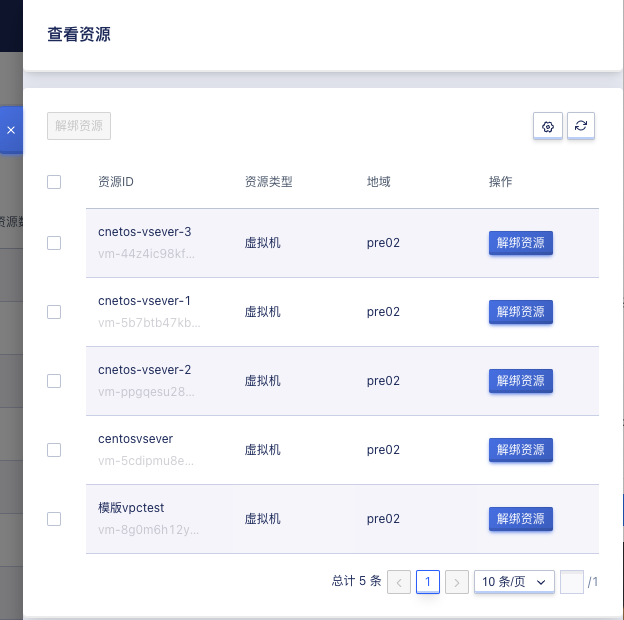 查看资源
解绑资源
资源ID 资源类型 地域 操作
cnetos-vsever-3
vm-44z4ic98kf...
虚拟机 pre02 解绑资源
cnetos-vsever-1
vm-5b7btb47kb...
虚拟机 pre02 解绑资源
cnetos-vsever-2
vm-ppgqesu28...
虚拟机 pre02 解绑资源
centosvsever
vm-5cdipmu8e...
虚拟机 pre02 解绑资源
模版vpctest
vm-8g0m6h12y...
虚拟机 pre02 解绑资源
总计 5 条 1 10 条/页 /1